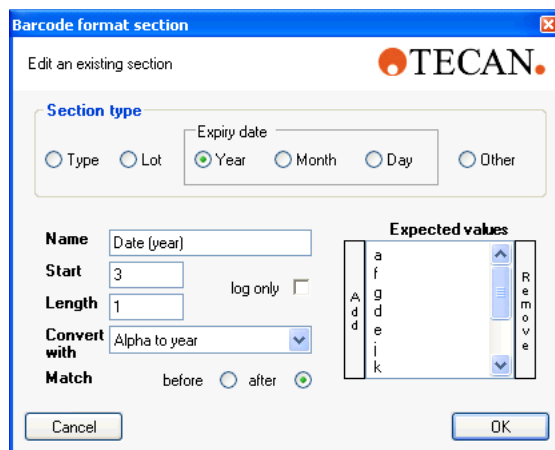 Barcode format section
Edit an existing section
TECAN.
Section type
Expiry date
Type
Lot
Year
Month
Day
Other
Name
Date (year)
Start
3
log only
Length
1
Convert with
Alpha to year
Match
before
after
Expected values
Add
a
f
g
d
e
j
k
Remove
Cancel
OK